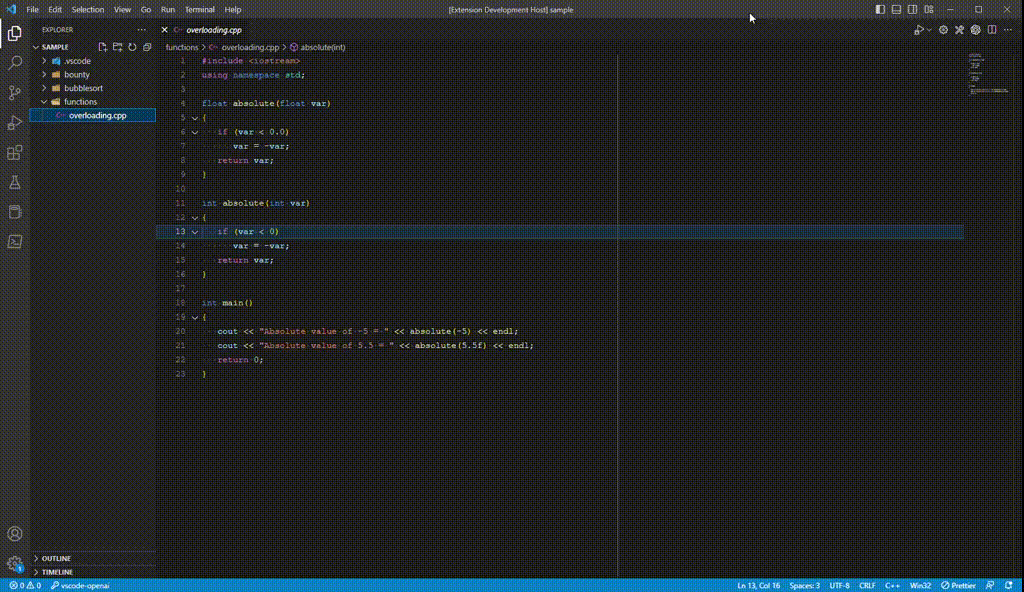 File Edit Selection View Go Run Terminal Help
[Extension Development Host] sample
EXPLORER
overloading.cpp
SAMPLE
.vscode
bounty
bubblesort
functions
overloading.cpp
functions > overloading.cpp > absolute(int)
1 #include <iostream>
2 using namespace std;
3
4 float absolute(float var)
5 {
6 if (var < 0.0)
7 var = -var;
8 return var;
9 }
10
11 int absolute(int var)
12 {
13 if (var < 0)
14 var = -var;
15 return var;
16 }
17
18 int main()
19 {
20 cout << "Absolute value of -5 = " << absolute(-5) << endl;
21 cout << "Absolute value of 5.5 = " << absolute(5.5f) << endl;
22 return 0;
23 }
OUTLINE
TIMELINE
1
0 0 vscode-openai
Ln 13, Col 16 Spaces: 3 UTF-8 CRLF C++ Win32 Prettier